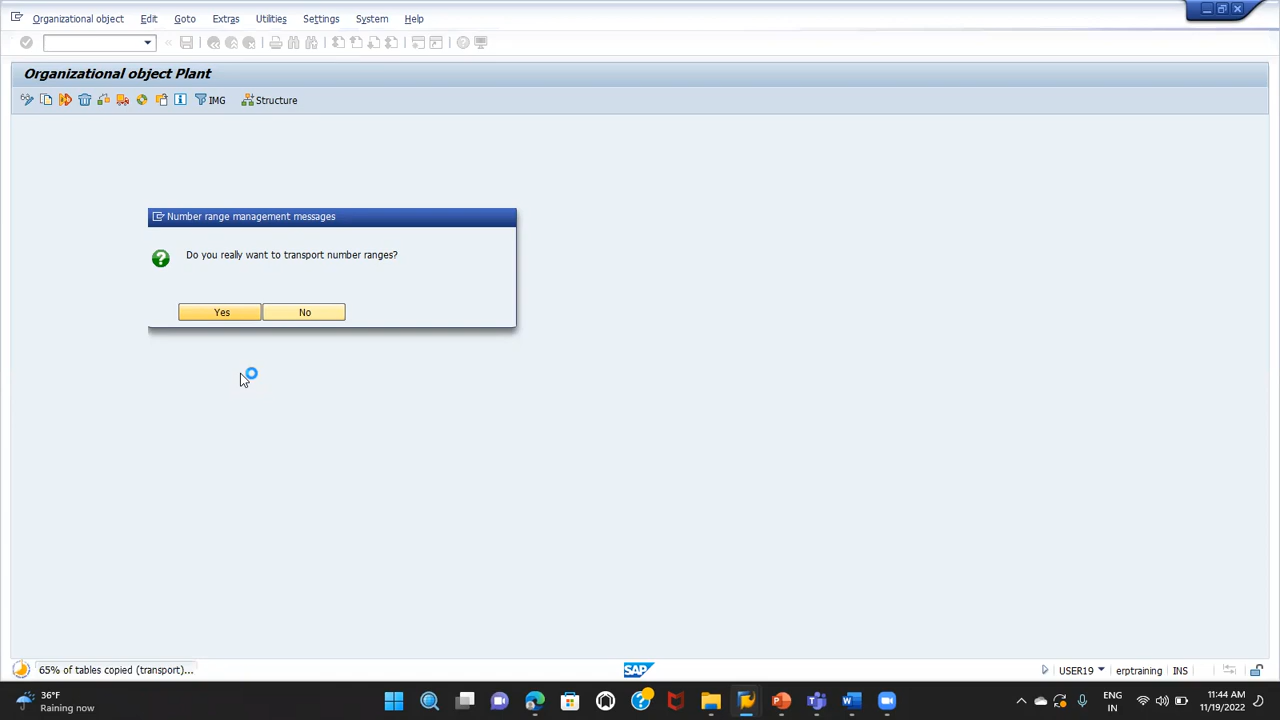 Organizational object Edit Goto Extras Utilities Settings System Help
Organizational object Plant
IMG Structure
Number range management messages
Do you really want to transport number ranges?
Yes No
65% of tables copied (transport)...
SAP
USER19 erptraining INS
36°F
Raining now
ENG
IN
11:44 AM
11/19/2022